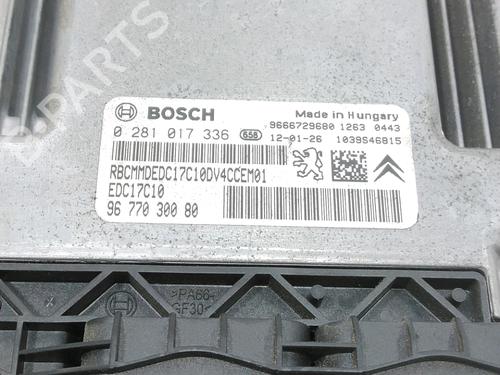 BOSCH
Made in Hungary
0 281 017 336 658
9666729680 1263 0443
12-01-26 1039S46815
RBCMMDEDC17C10DV4CCEM01
EDC17C10
96 770 300 80
>PA66-
GF30<
B-PARTS